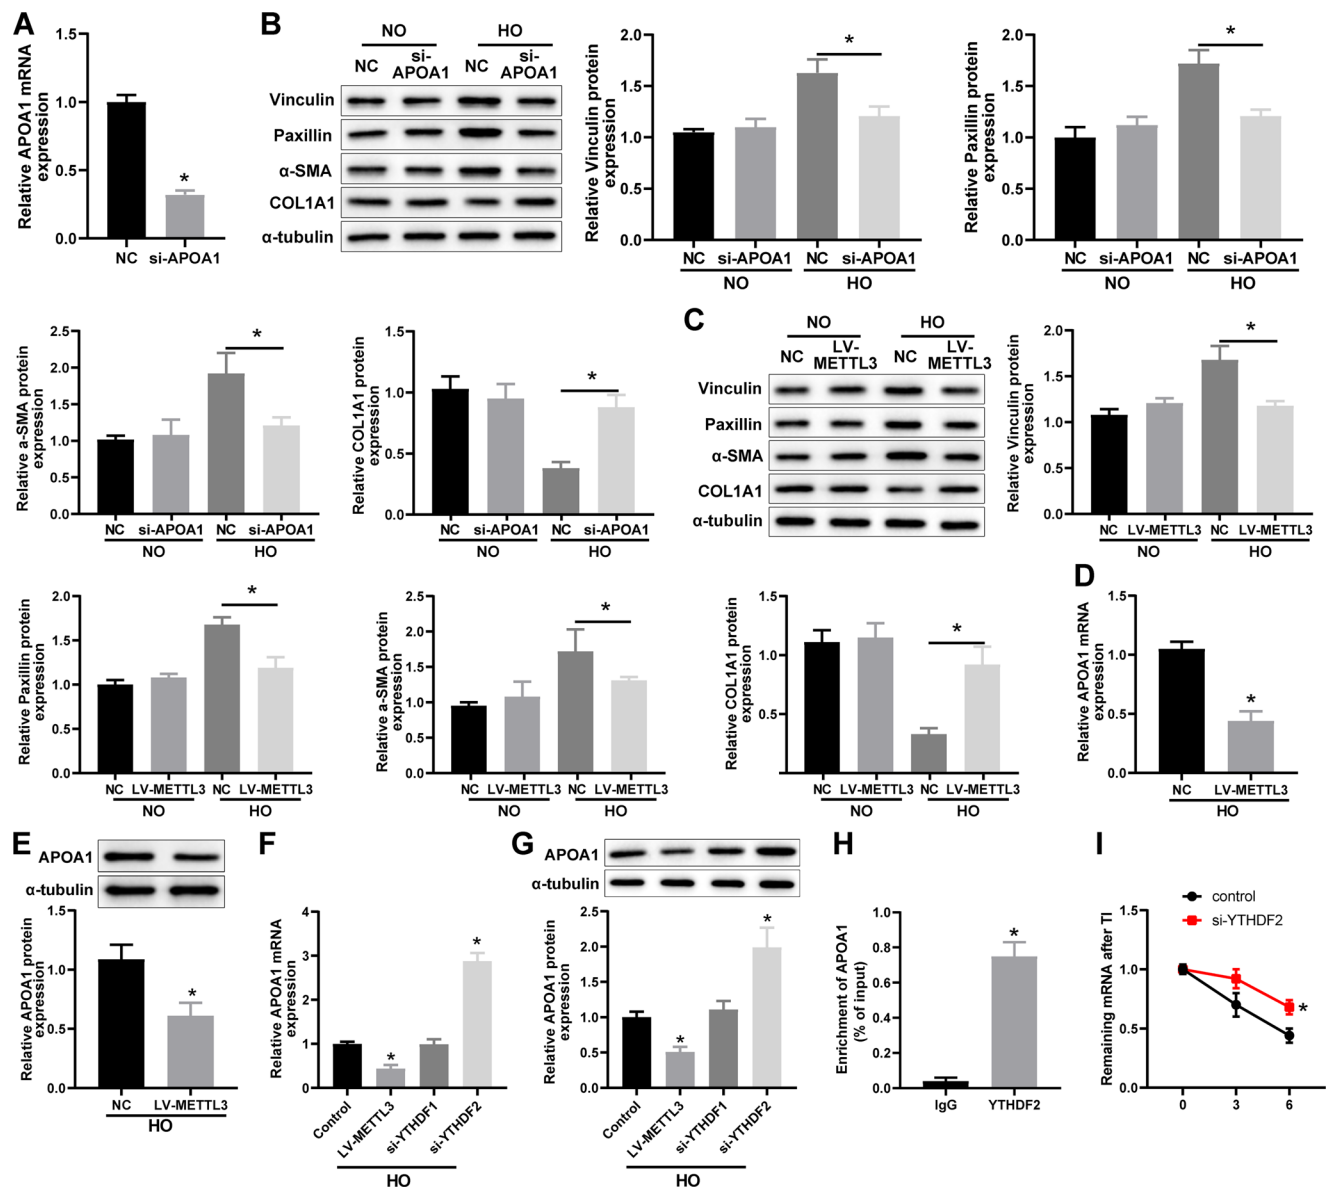 A
Relative APOA1 mRNA
expression
1.5
1.0
0.5
0.0
*
NC si-APOA1
B
NO HO
NC si-
APOA1 NC si-
APOA1
Vinculin
Paxillin
α-SMA
COL1A1
α-tubulin
Relative Vinculin protein
expression
2.0
1.5
1.0
0.5
0.0
*
NC si-APOA1 NC si-APOA1
NO HO
Relative Paxillin protein
expression
2.0
1.5
1.0
0.5
0.0
*
NC si-APOA1 NC si-APOA1
NO HO
Relative a-SMA protein
expression
2.5
2.0
1.5
1.0
0.5
0.0
*
NC si-APOA1 NC si-APOA1
NO HO
Relative COL1A1 protein
expression
1.5
1.0
0.5
0.0
*
NC si-APOA1 NC si-APOA1
NO HO
C
NO HO
NC LV-
METTL3 NC LV-
METTL3
Vinculin
Paxillin
α-SMA
COL1A1
α-tubulin
Relative Vinculin protein
expression
2.0
1.5
1.0
0.5
0.0
*
NC LV-METTL3 NC LV-METTL3
NO HO
Relative Paxillin protein
expression
2.0
1.5
1.0
0.5
0.0
*
NC LV-METTL3 NC LV-METTL3
NO HO
Relative a-SMA protein
expression
2.5
2.0
1.5
1.0
0.5
0.0
*
NC LV-METTL3 NC LV-METTL3
NO HO
Relative COL1A1 protein
expression
1.5
1.0
0.5
*
NC LV-METTL3 NC LV-METTL3
NO HO
D
Relative APOA1 mRNA
expression
1.5
1.0
0.5
0.0
*
NC LV-METTL3
HO
E
APOA1
α-tubulin
Relative APOA1 protein
expression
1.5
1.0
0.5
0.0
*
NC LV-METTL3
HO
F
Relative APOA1 mRNA
expression
4
3
2
1
0
*
*
Control
LV-METTL3
si-YTHDF1
si-YTHDF2
HO
G
APOA1
α-tubulin
Relative APOA1 protein
expression
2.5
2.0
1.5
1.0
0.5
0.0
*
*
Control
LV-METTL3
si-YTHDF1
si-YTHDF2
HO
H
Enrichment of APOA1
(% of input)
1.0
0.8
0.6
0.4
0.2
0.0
*
IgG YTHDF2
I
control
si-YTHDF2
Remaining mRNA after TI
1.5
1.0
0.5
0.0
*
0 3 6